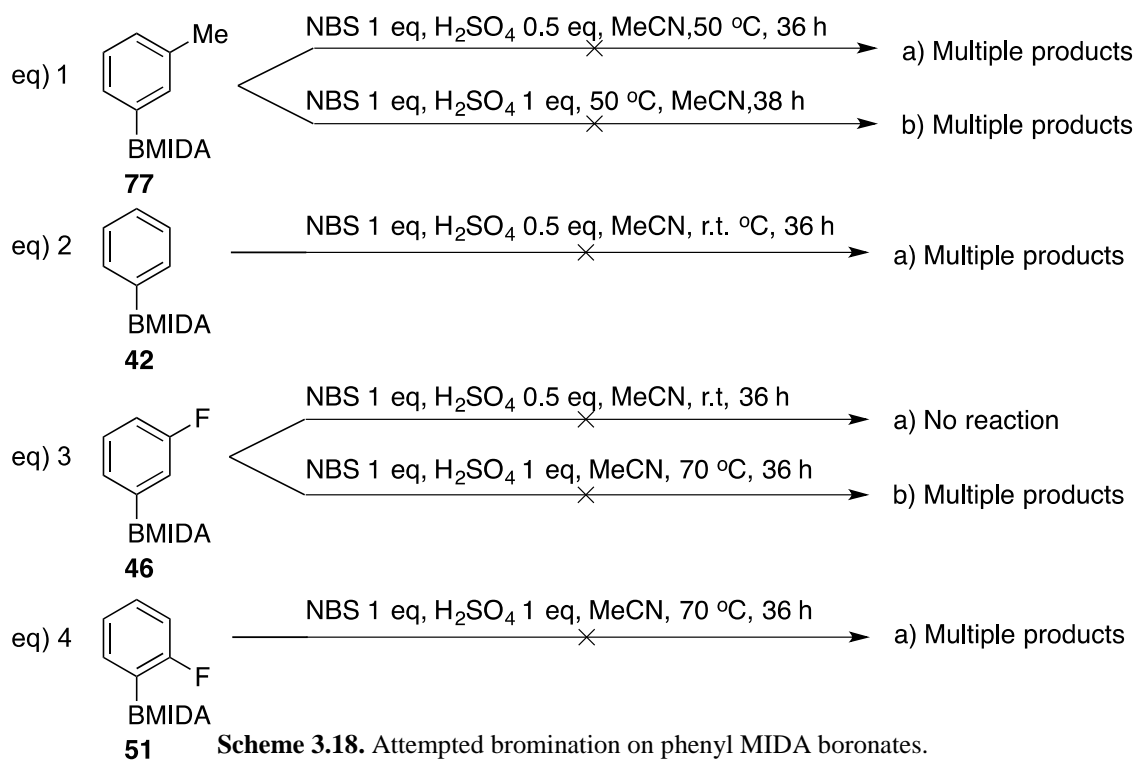 NBS 1 eq, H₂SO₄ 0.5 eq, MeCN,50 °C, 36 h
Me
eq) 1
a) Multiple products
NBS 1 eq, H₂SO₄ 1 eq, 50 °C, MeCN,38 h
b) Multiple products
BMIDA
77
NBS 1 eq, H₂SO₄ 0.5 eq, MeCN, r.t. °C, 36 h
eq) 2
a) Multiple products
BMIDA
42
NBS 1 eq, H₂SO₄ 0.5 eq, MeCN, r.t, 36 h
F
a) No reaction
eq) 3
NBS 1 eq, H₂SO₄ 1 eq, MeCN, 70 °C, 36 h
b) Multiple products
BMIDA
46
NBS 1 eq, H₂SO₄ 1 eq, MeCN, 70 °C, 36 h
eq) 4
a) Multiple products
F
BMIDA
51
Scheme 3.18. Attempted bromination on phenyl MIDA boronates.